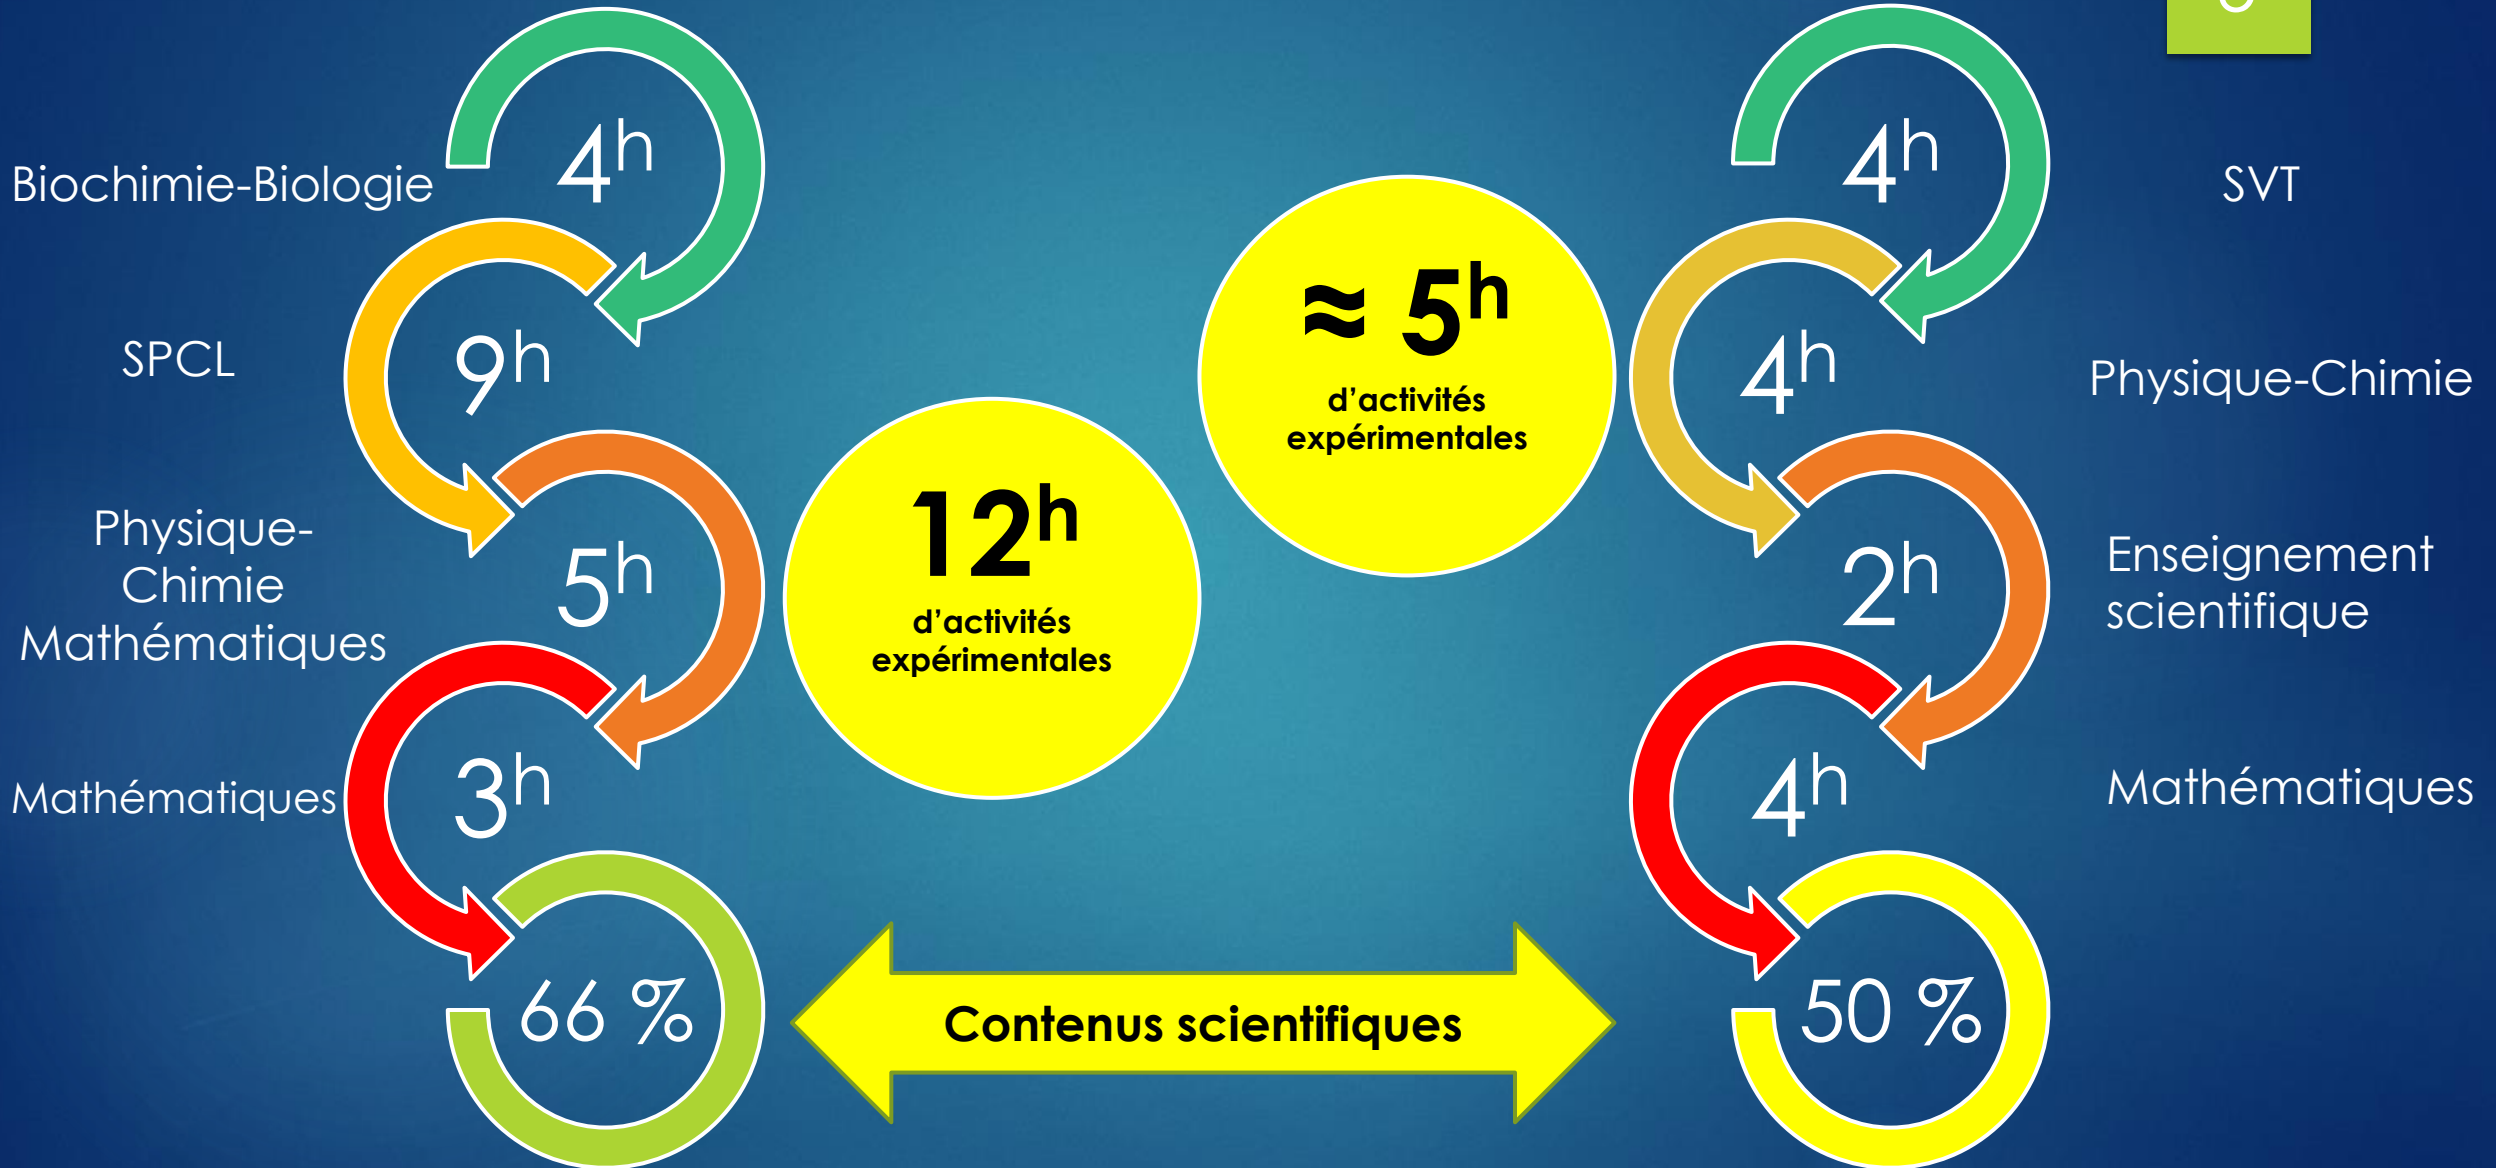 Biochimie-Biologie
4h
SPCL
9h
Physique-
Chimie
Mathématiques
5h
Mathématiques
3h
66 %
12h
d’activités
expérimentales
≈ 5h
d’activités
expérimentales
Contenus scientifiques
4h
SVT
4h
Physique-Chimie
2h
Enseignement
scientifique
4h
Mathématiques
50 %